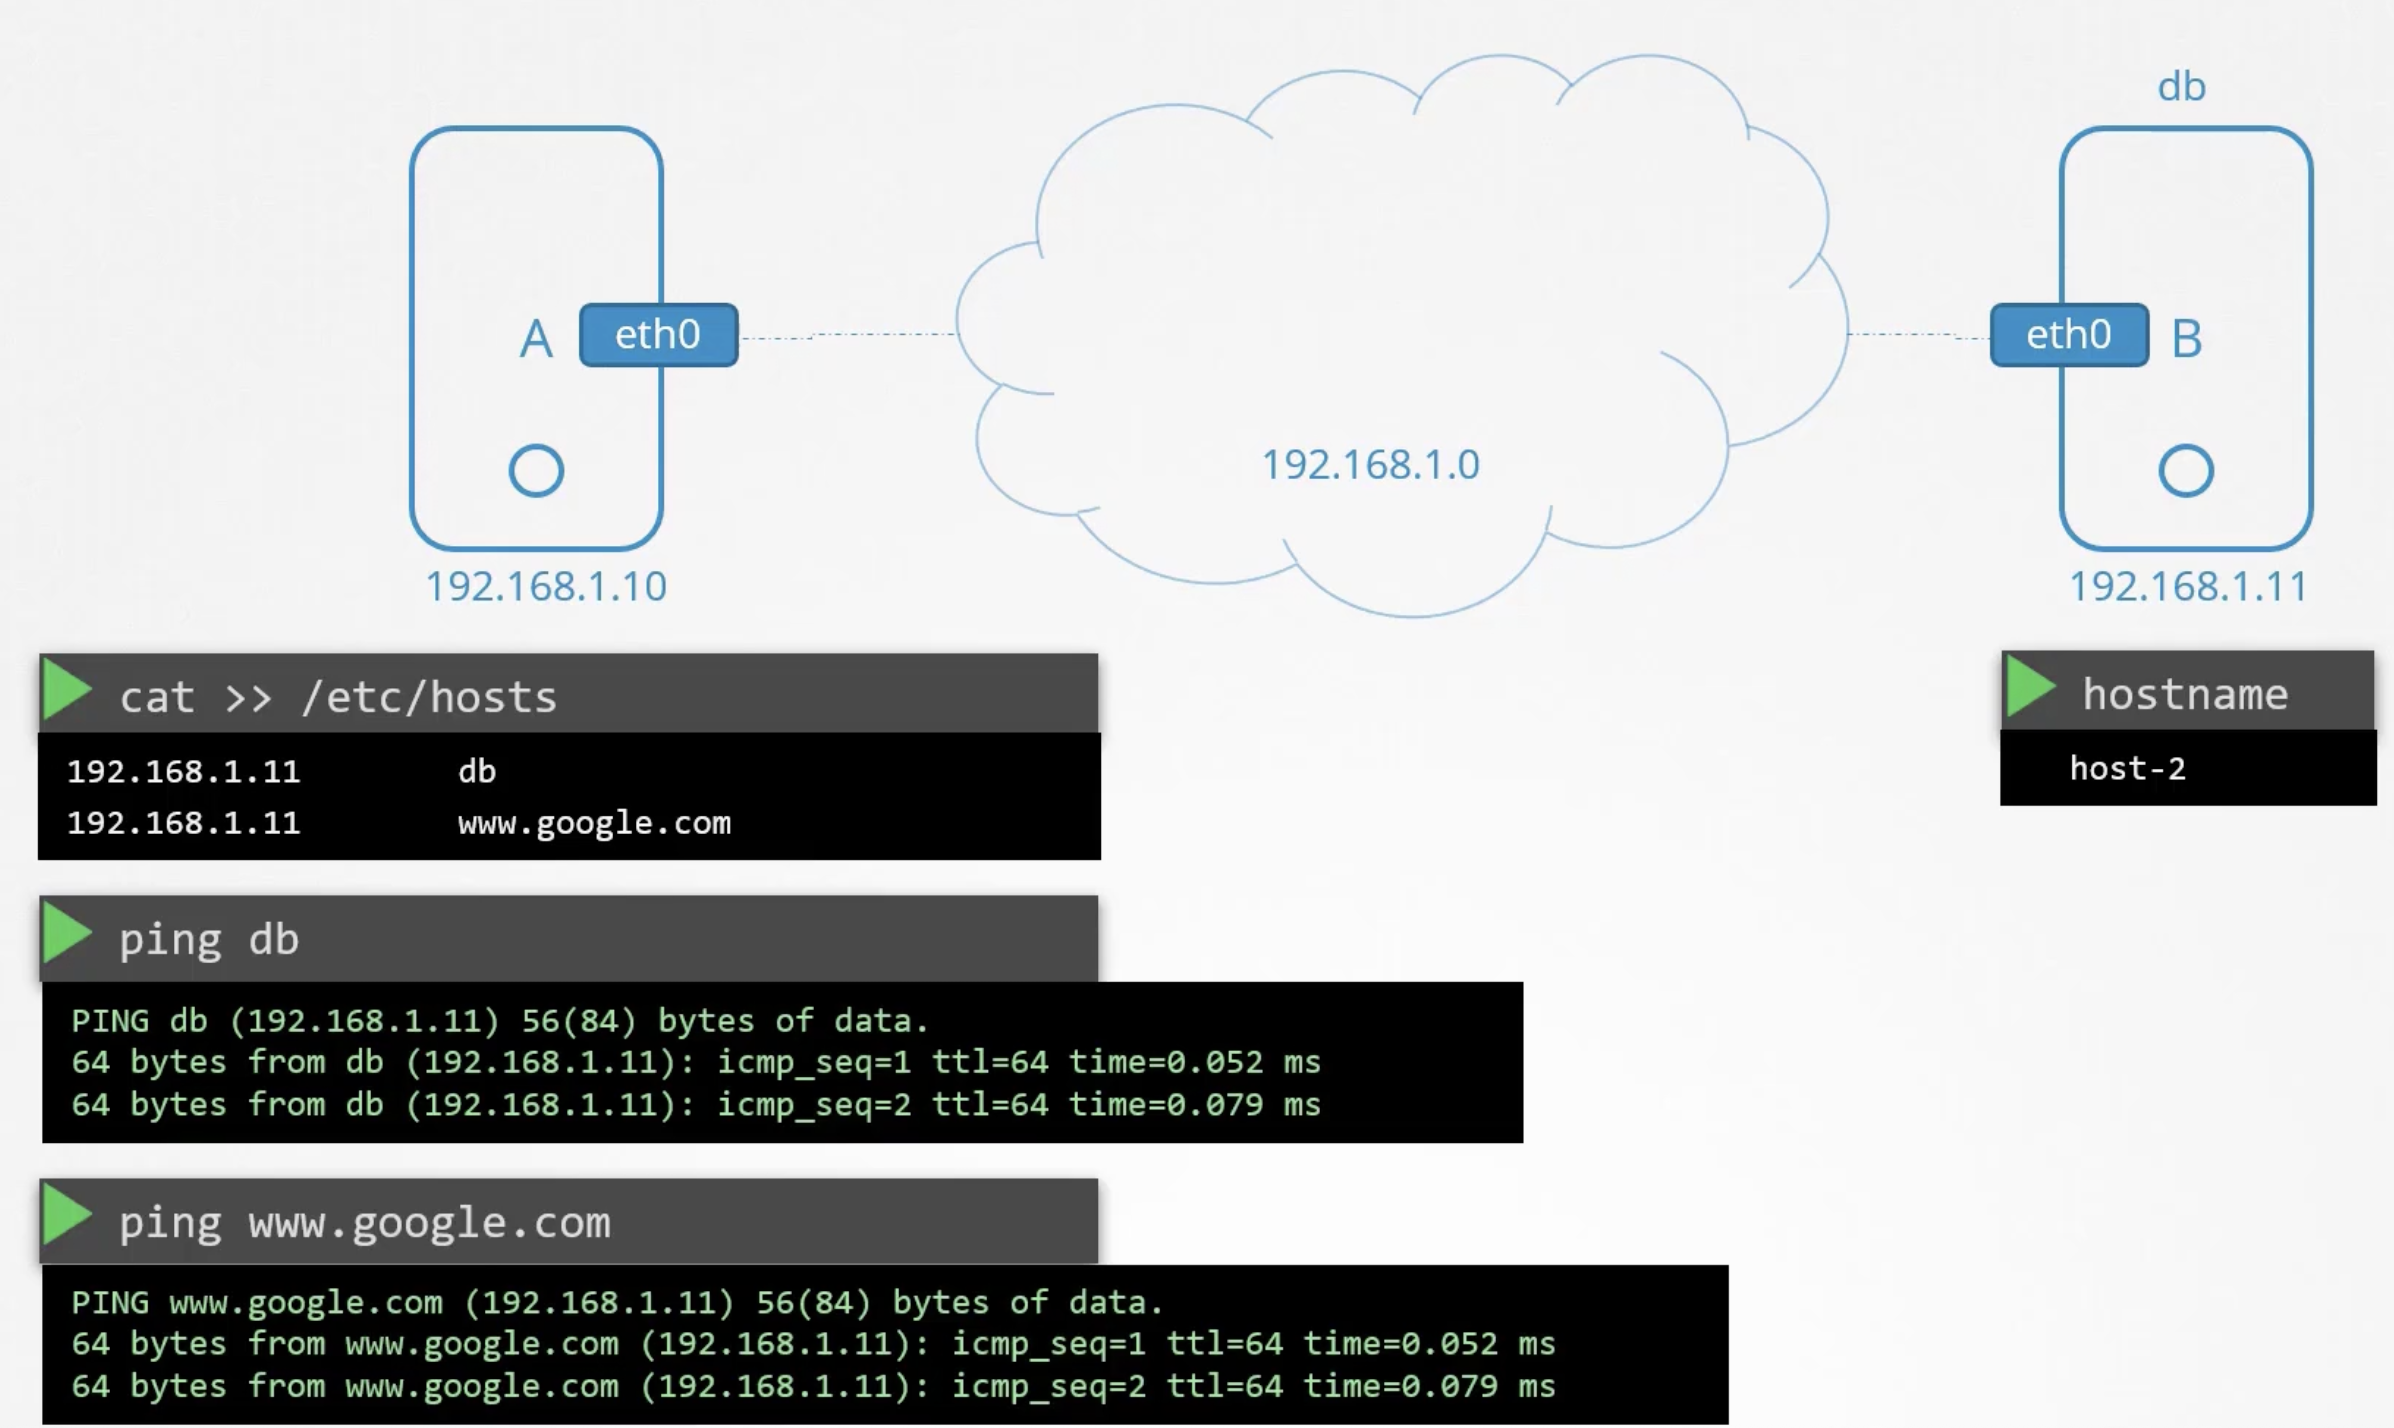 db
A
eth0
eth0
B
192.168.1.0
192.168.1.10
192.168.1.11
cat >> /etc/hosts
192.168.1.11 db
192.168.1.11 www.google.com
hostname
host-2
ping db
PING db (192.168.1.11) 56(84) bytes of data.
64 bytes from db (192.168.1.11): icmp_seq=1 ttl=64 time=0.052 ms
64 bytes from db (192.168.1.11): icmp_seq=2 ttl=64 time=0.079 ms
ping www.google.com
PING www.google.com (192.168.1.11) 56(84) bytes of data.
64 bytes from www.google.com (192.168.1.11): icmp_seq=1 ttl=64 time=0.052 ms
64 bytes from www.google.com (192.168.1.11): icmp_seq=2 ttl=64 time=0.079 ms